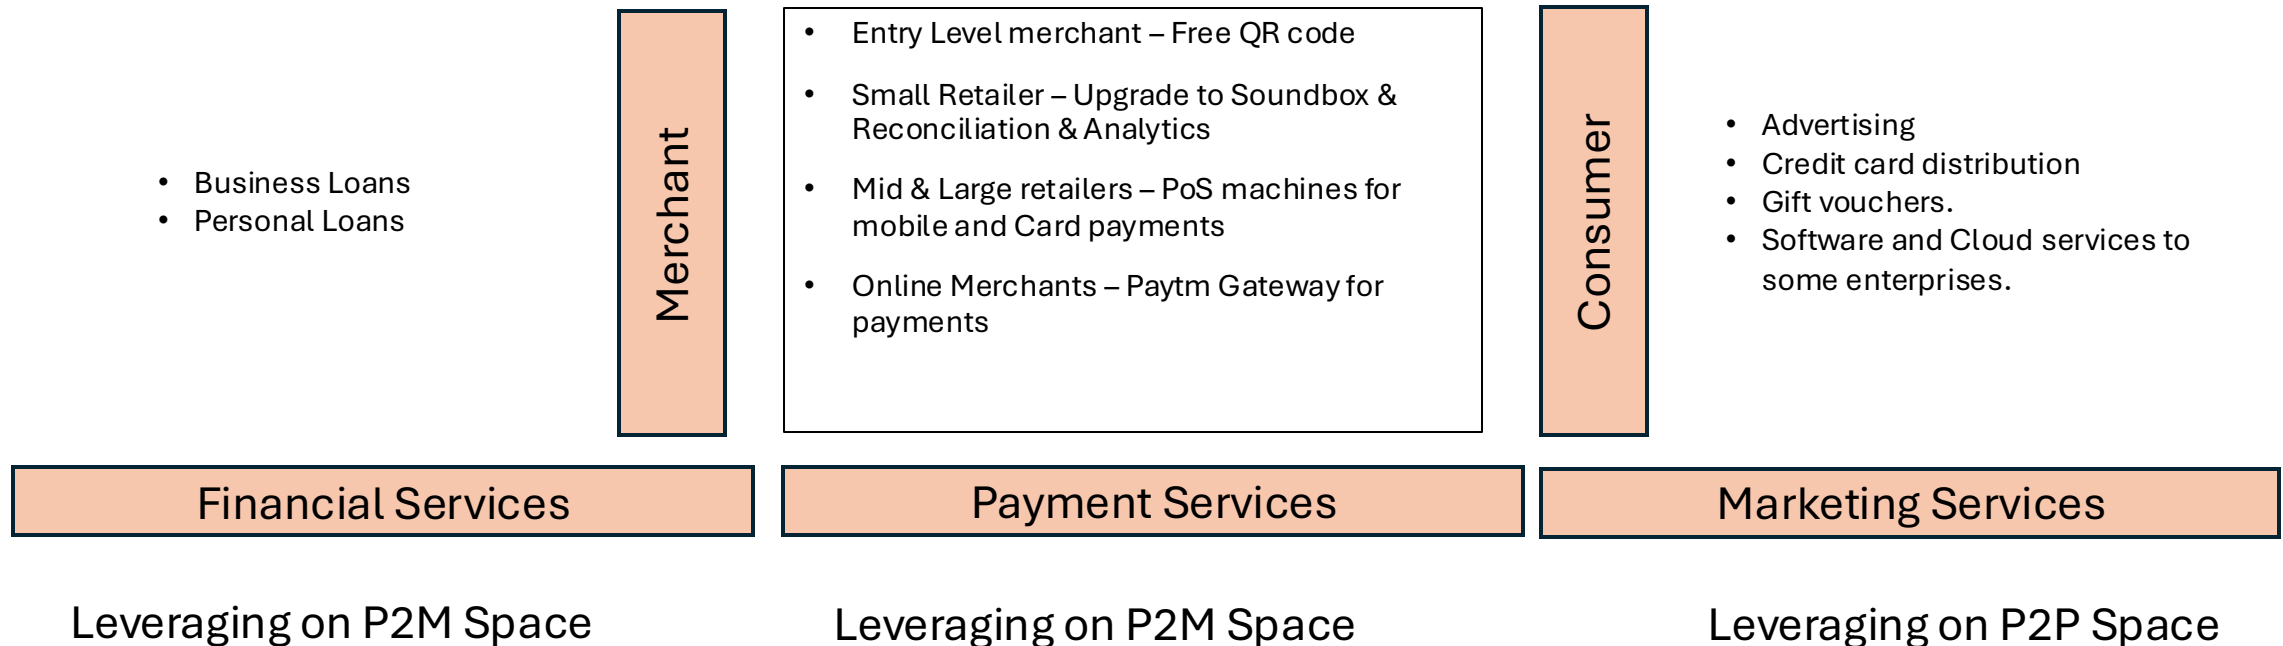 • Business Loans
• Personal Loans
Merchant
• Entry Level merchant – Free QR code
• Small Retailer – Upgrade to Soundbox &
Reconciliation & Analytics
• Mid & Large retailers – PoS machines for
mobile and Card payments
• Online Merchants – Paytm Gateway for
payments
Consumer
• Advertising
• Credit card distribution
• Gift vouchers.
• Software and Cloud services to
some enterprises.
Financial Services
Payment Services
Marketing Services
Leveraging on P2M Space
Leveraging on P2M Space
Leveraging on P2P Space